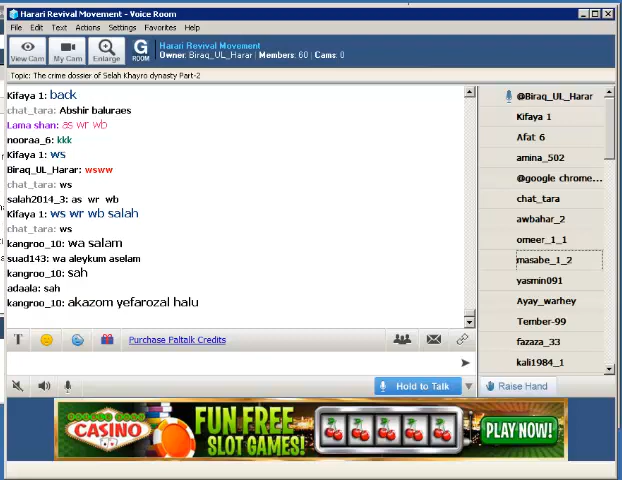 Harari Revival Movement - Voice Room
File Edit Text Actions Settings Favorites Help
View Cam My Cam Enlarge G ROOM
Harari Revival Movement
Owner: Biraq_UL_Harar | Members: 60 | Cams: 0
Topic: The crime dossier of Selah Khayro dynasty Part-2
Kifaya 1: back
chat_tara: Abshir baluraes
Lama shan: as wr wb
nooraa_6: kkk
Kifaya 1: ws
Biraq_UL_Harar: wsww
chat_tara: ws
salah2014_3: as wr wb
Kifaya 1: ws wr wb salah
chat_tara: ws
kangroo_10: wa salam
suad143: wa aleykum aselam
kangroo_10: sah
adaala: sah
kangroo_10: akazom yefarozal halu
@Biraq_UL_Harar
Kifaya 1
Afat 6
amina_502
@google chrome...
chat_tara
awbahar_2
omeer_1_1
masabe_1_2
yasmin091
Ayay_warhey
Tember-99
fazaza_33
kali1984_1
T Purchase Paltalk Credits
Hold to Talk
Raise Hand
CASINO
FUN FREE
SLOT GAMES!
PLAY NOW!